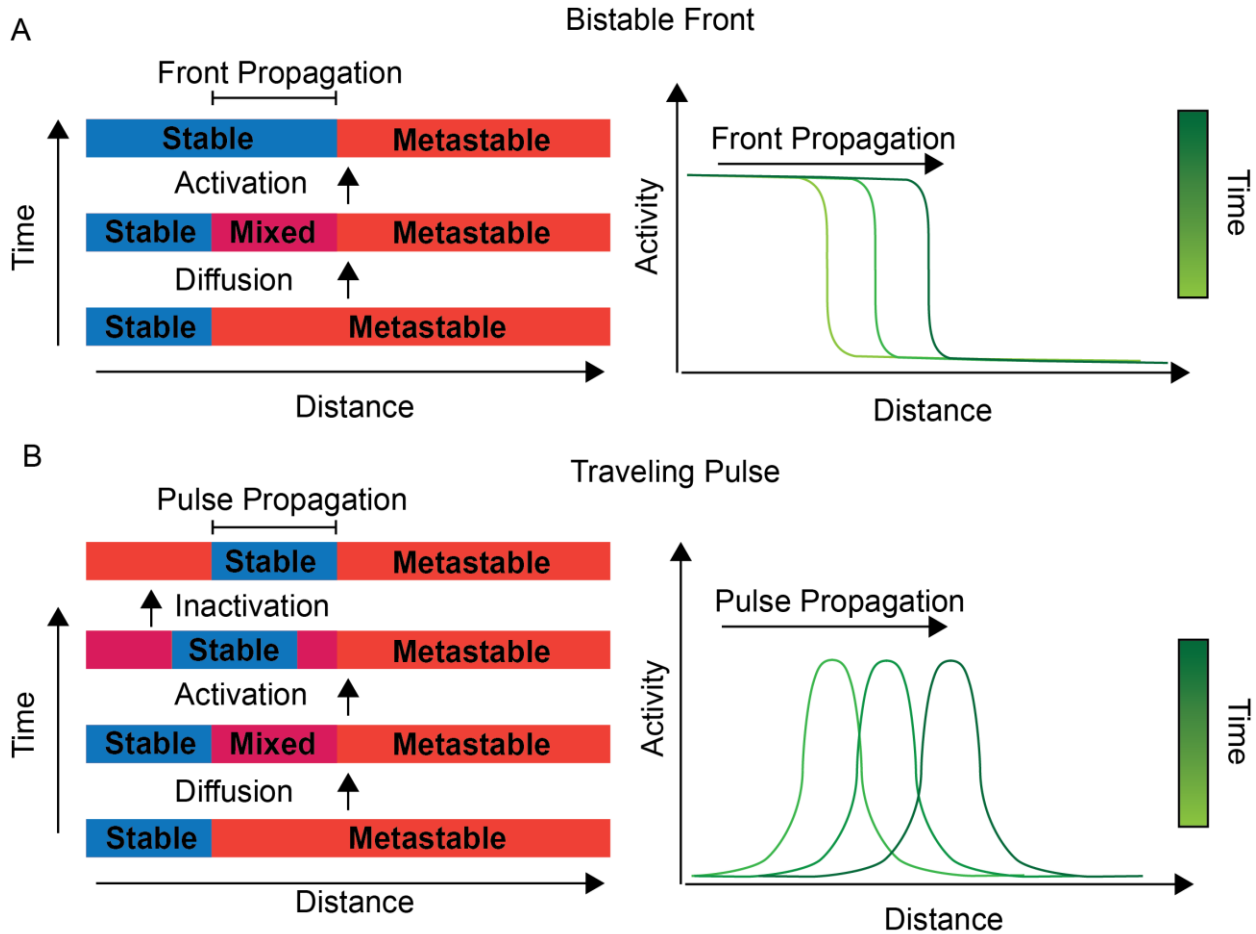 A
Bistable Front
Front Propagation
Stable Metastable
Activation
Stable Mixed Metastable
Diffusion
Stable Metastable
Time
Distance
Front Propagation
Activity
Distance
Time
B
Traveling Pulse
Pulse Propagation
Stable Metastable
Inactivation
Stable Metastable
Activation
Stable Mixed Metastable
Diffusion
Stable Metastable
Time
Distance
Pulse Propagation
Activity
Distance
Time